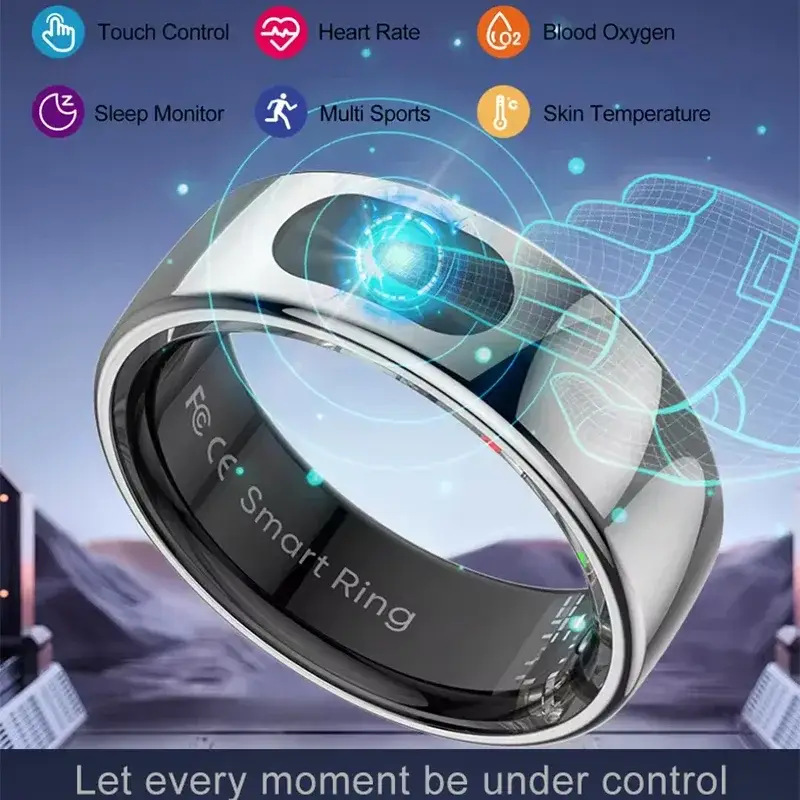 Touch Control
Heart Rate
O2
Blood Oxygen
Z
Sleep Monitor
Multi Sports
°C
Skin Temperature
FC CE Smart Ring
Let every moment be under control